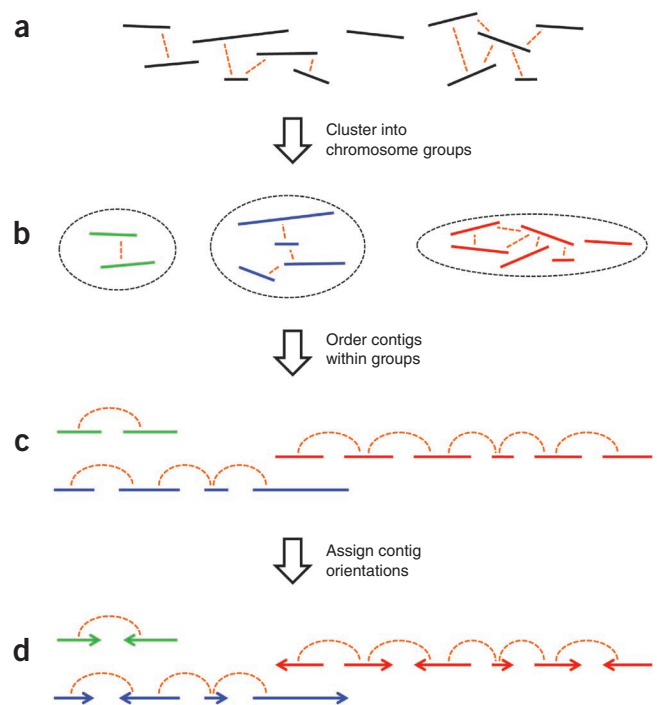 a
Cluster into
chromosome groups
b
Order contigs
within groups
c
Assign contig
orientations
d